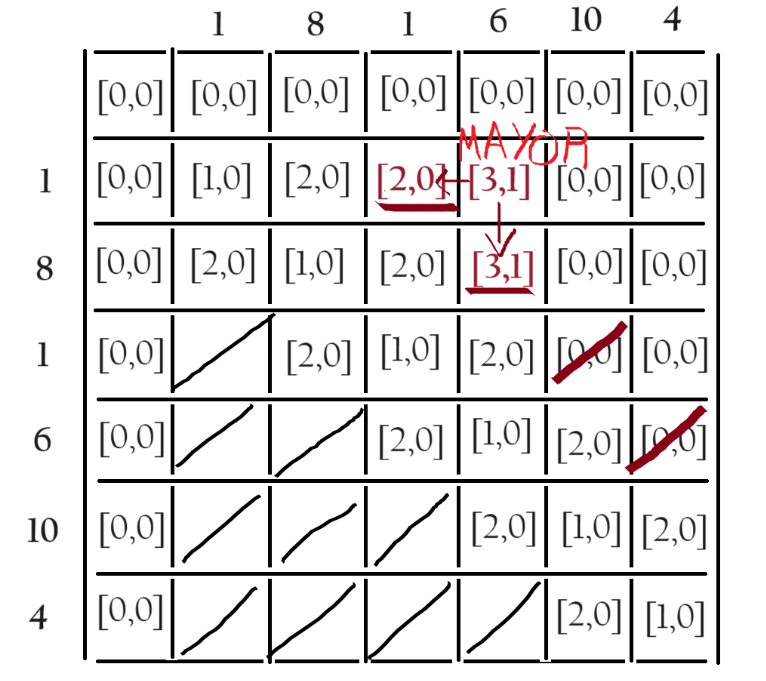 1 8 1 6 10 4
[0,0] [0,0] [0,0] [0,0] [0,0] [0,0] [0,0]
MAYOR
1 [0,0] [1,0] [2,0] [2,0] [3,1] [0,0] [0,0]
8 [0,0] [2,0] [1,0] [2,0] [3,1] [0,0] [0,0]
1 [0,0] [2,0] [1,0] [2,0] [0,0] [0,0]
6 [0,0] [2,0] [1,0] [2,0] [0,0]
10 [0,0] [2,0] [1,0] [2,0]
4 [0,0] [2,0] [1,0]